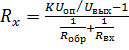 Rₓ = (KUоп/Uвых−1)/(1/Rобр + 1/Rвх)